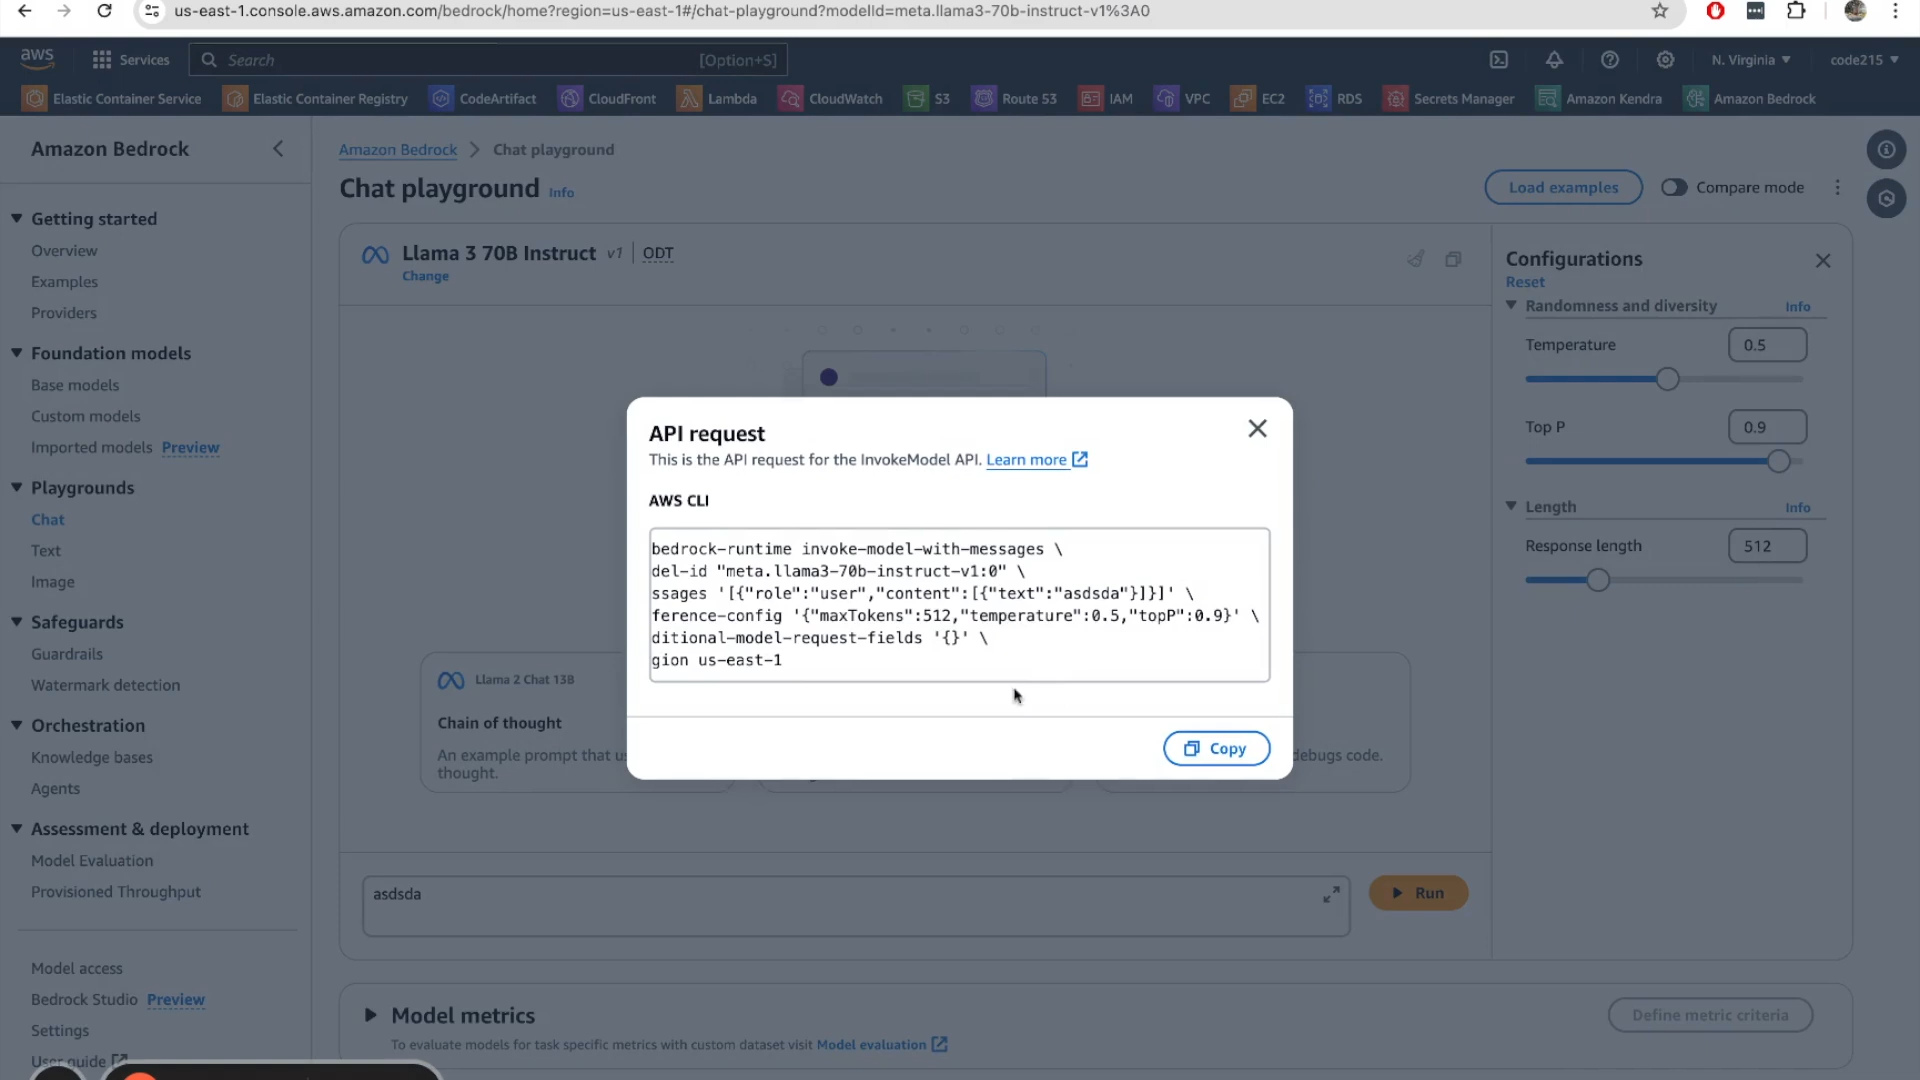 us-east-1.console.aws.amazon.com/bedrock/home?region=us-east-1#/chat-playground?modelId=meta.llama3-70b-instruct-v1%3A0
aws
Services
Search
[Option+S]
N. Virginia
code215
Elastic Container Service
Elastic Container Registry
CodeArtifact
CloudFront
Lambda
CloudWatch
S3
Route 53
IAM
VPC
EC2
RDS
Secrets Manager
Amazon Kendra
Amazon Bedrock
Amazon Bedrock
Getting started
Overview
Examples
Providers
Foundation models
Base models
Custom models
Imported models Preview
Playgrounds
Chat
Text
Image
Safeguards
Guardrails
Watermark detection
Orchestration
Knowledge bases
Agents
Assessment & deployment
Model Evaluation
Provisioned Throughput
Model access
Bedrock Studio Preview
Settings
User guide
Amazon Bedrock
Chat playground
Chat playground Info
Load examples
Compare mode
Llama 3 70B Instruct v1 | ODT
Change
API request
This is the API request for the InvokeModel API. Learn more
AWS CLI
bedrock-runtime invoke-model-with-messages \
del-id "meta.llama3-70b-instruct-v1:0" \
ssages '[{"role":"user","content":[{"text":"asdsda"}]}]' \
ference-config '{"maxTokens":512,"temperature":0.5,"topP":0.9}' \
ditional-model-request-fields '{}' \
gion us-east-1
Copy
Llama 2 Chat 13B
Chain of thought
An example prompt that us
thought.
debugs code.
asdsda
Run
Configurations
Reset
Randomness and diversity
Info
Temperature
0.5
Top P
0.9
Length
Info
Response length
512
Model metrics
To evaluate models for task specific metrics with custom dataset visit Model evaluation
Define metric criteria